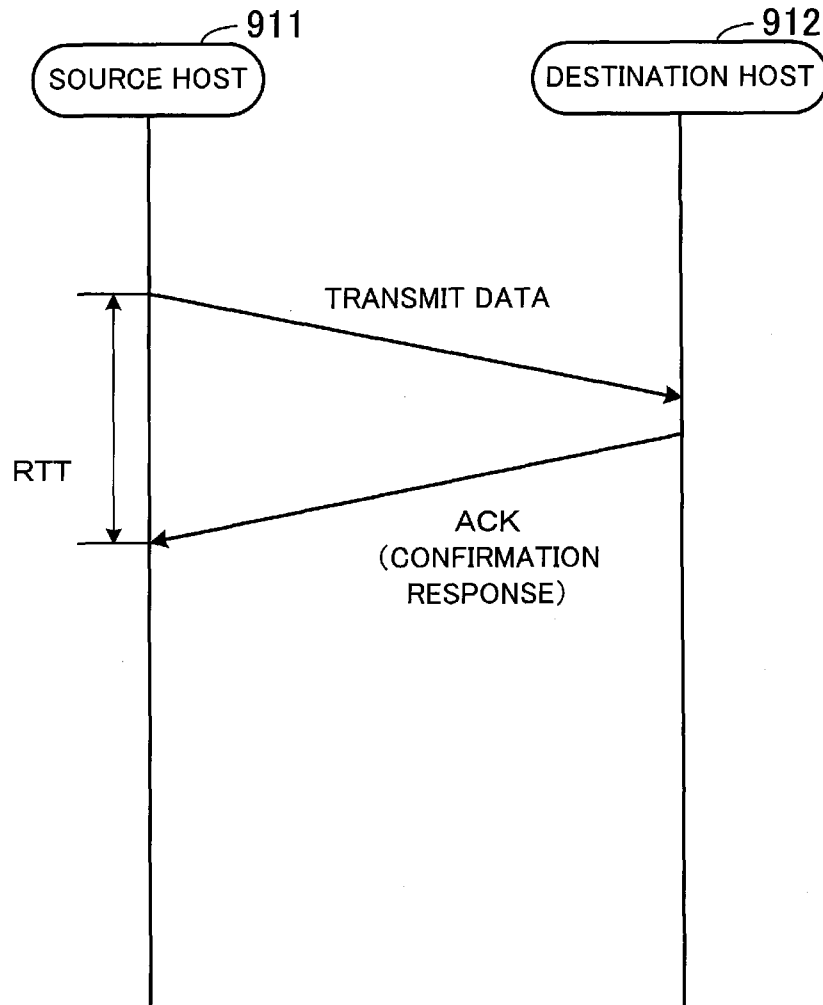 911
912
SOURCE HOST
DESTINATION HOST
TRANSMIT DATA
RTT
ACK
(CONFIRMATION
RESPONSE)